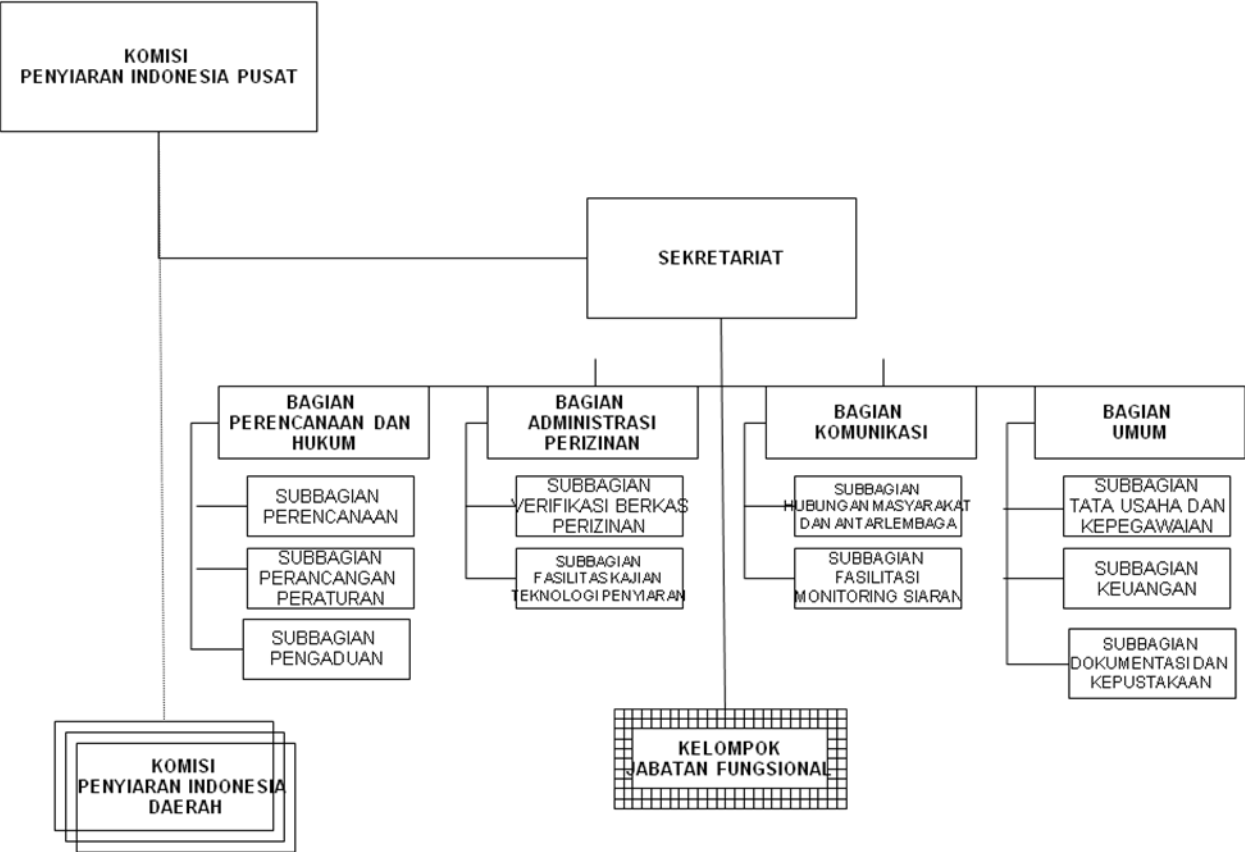 KOMISI
PENYIARAN INDONESIA PUSAT
SEKRETARIAT
BAGIAN
PERENCANAAN DAN
HUKUM
SUBBAGIAN
PERENCANAAN
SUBBAGIAN
PERANCANGAN
PERATURAN
SUBBAGIAN
PENGADUAN
BAGIAN
ADMINISTRASI
PERIZINAN
SUBBAGIAN
VERIFIKASI BERKAS
PERIZINAN
SUBBAGIAN
FASILITAS KAJIAN
TEKNOLOGI PENYIARAN
BAGIAN
KOMUNIKASI
SUBBAGIAN
HUBUNGAN MASYARAKAT
DAN ANTARLEMBAGA
SUBBAGIAN
FASILITASI
MONITORING SIARAN
BAGIAN
UMUM
SUBBAGIAN
TATA USAHA DAN
KEPEGAWAIAN
SUBBAGIAN
KEUANGAN
SUBBAGIAN
DOKUMENTASI DAN
KEPUSTAKAAN
KOMISI
PENYIARAN INDONESIA
DAERAH
KELOMPOK
JABATAN FUNGSIONAL